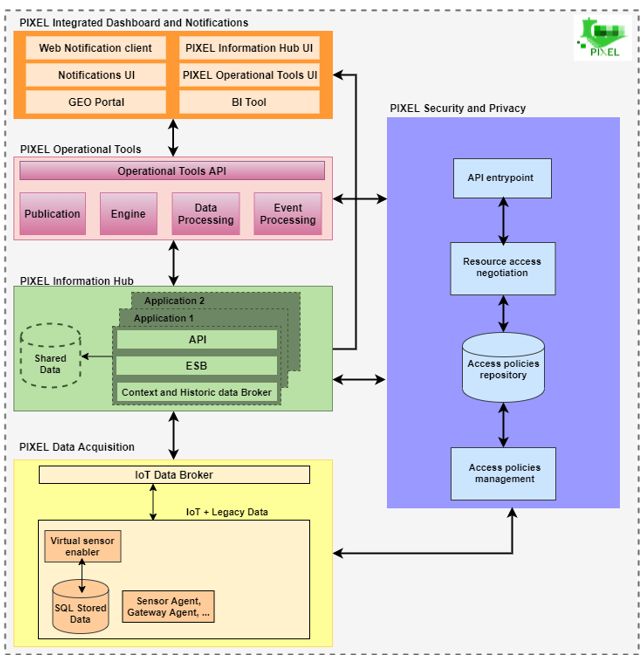 PIXEL Integrated Dashboard and Notifications
Web Notification client
PIXEL Information Hub UI
Notifications UI
PIXEL Operational Tools UI
GEO Portal
BI Tool
PIXEL
PIXEL Operational Tools
Operational Tools API
Publication
Engine
Data
Processing
Event
Processing
PIXEL Information Hub
Application 2
Application 1
API
ESB
Context and Historic data Broker
Shared
Data
PIXEL Data Acquisition
IoT Data Broker
IoT + Legacy Data
Virtual sensor
enabler
SQL Stored
Data
Sensor Agent,
Gateway Agent, ...
PIXEL Security and Privacy
API entrypoint
Resource access
negotiation
Access policies
repository
Access policies
management